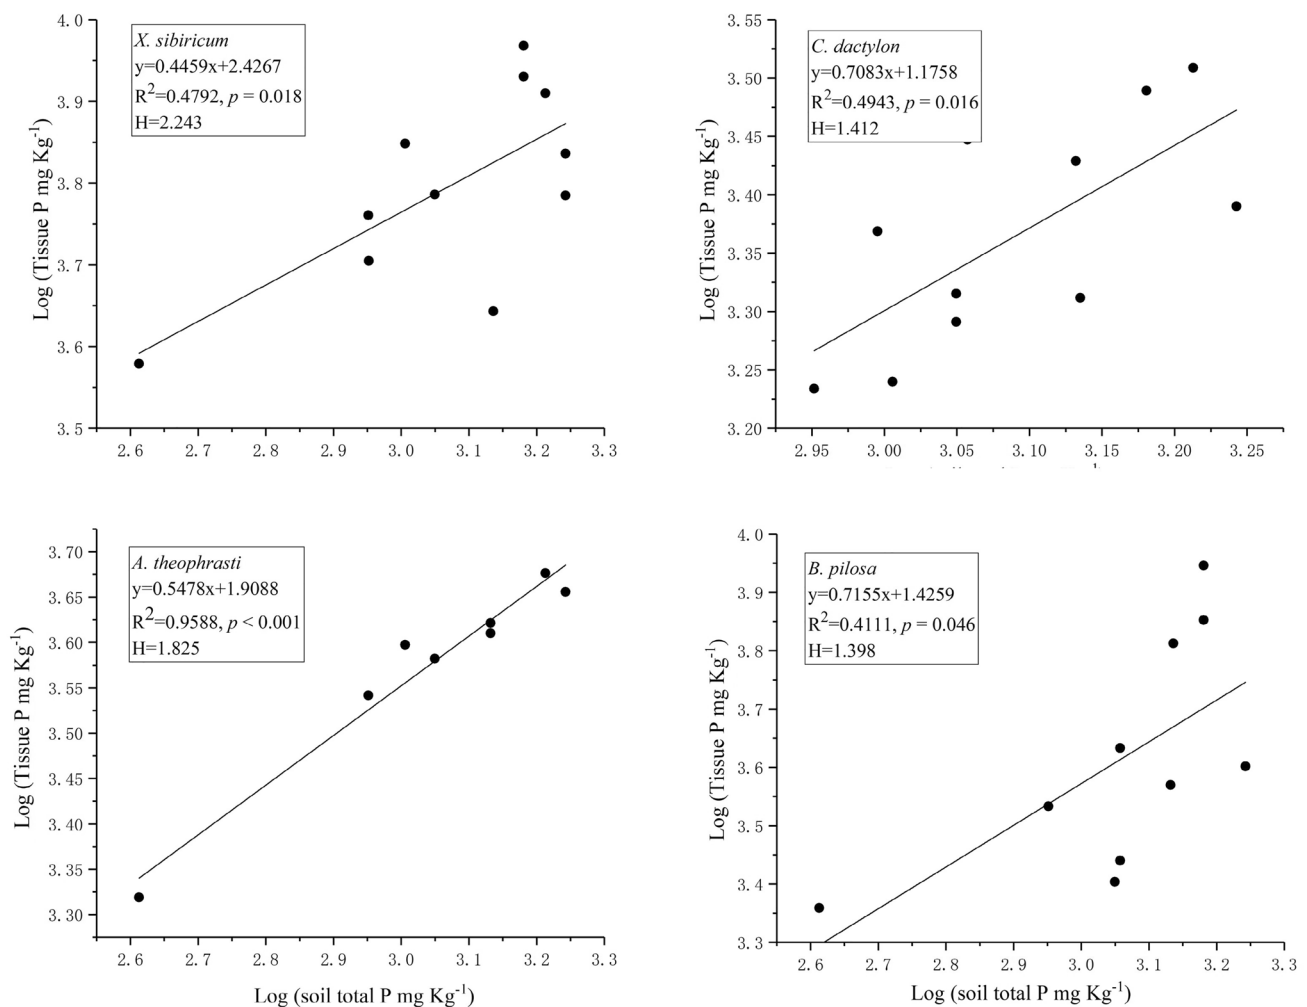 X. sibiricum
y=0.4459x+2.4267
R²=0.4792, p = 0.018
H=2.243
Log (Tissue P mg Kg⁻¹)
4.0
3.9
3.8
3.7
3.6
3.5
2.6 2.7 2.8 2.9 3.0 3.1 3.2 3.3
C. dactylon
y=0.7083x+1.1758
R²=0.4943, p = 0.016
H=1.412
Log (Tissue P mg Kg⁻¹)
3.55
3.50
3.45
3.40
3.35
3.30
3.25
3.20
2.95 3.00 3.05 3.10 3.15 3.20 3.25
A. theophrasti
y=0.5478x+1.9088
R²=0.9588, p < 0.001
H=1.825
Log (Tissue P mg Kg⁻¹)
3.70
3.65
3.60
3.55
3.50
3.45
3.40
3.35
3.30
2.6 2.7 2.8 2.9 3.0 3.1 3.2 3.3
Log (soil total P mg Kg⁻¹)
B. pilosa
y=0.7155x+1.4259
R²=0.4111, p = 0.046
H=1.398
Log (Tissue P mg Kg⁻¹)
4.0
3.9
3.8
3.7
3.6
3.5
3.4
3.3
2.6 2.7 2.8 2.9 3.0 3.1 3.2 3.3
Log (soil total P mg Kg⁻¹)